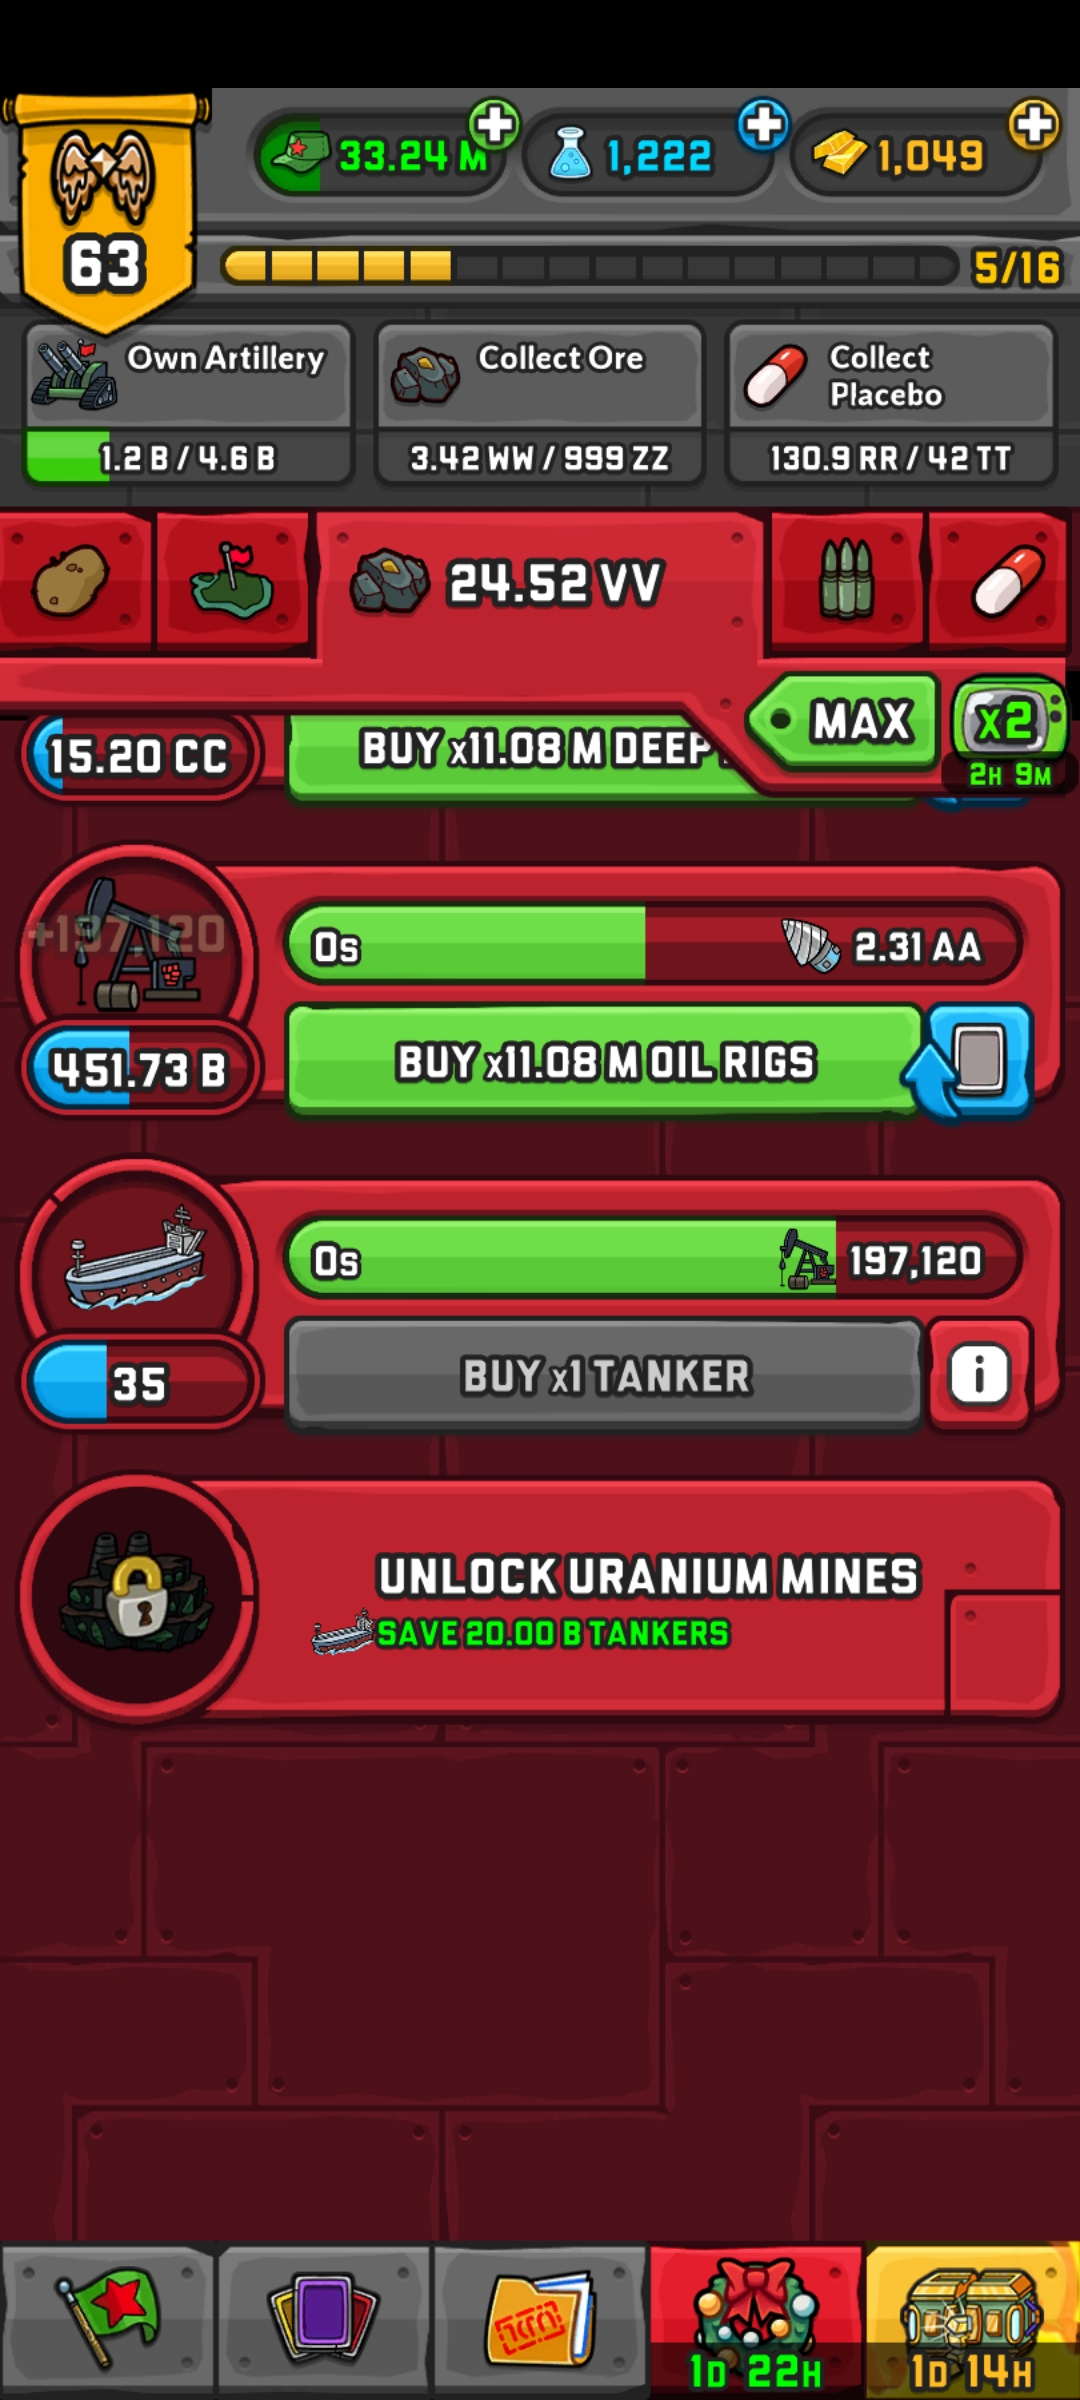 33.24 M
1,222
1,049
63
5/16
Own Artillery
Collect Ore
Collect
Placebo
1.2 B / 4.6 B
3.42 WW / 999 ZZ
130.9 RR / 42 TT
24.52 VV
MAX
x2
2H 9M
15.20 CC
BUY x11.08 M DEEP
+197,120
0s
2.31 AA
451.73 B
BUY x11.08 M OIL RIGS
0s
197,120
35
BUY x1 TANKER
i
UNLOCK URANIUM MINES
SAVE 20.00 B TANKERS
1D 22H
1D 14H